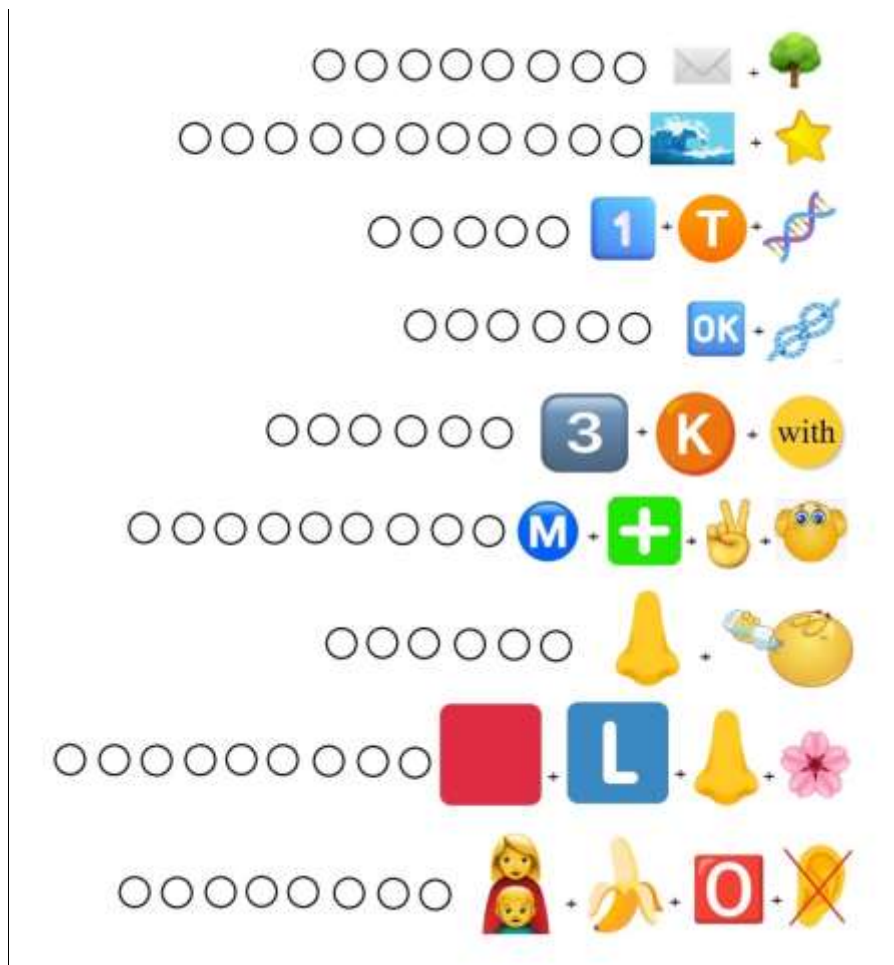 +
+
1 + T +
OK +
3 + K + with
M + + + +
+
+ L + +
+ + O +